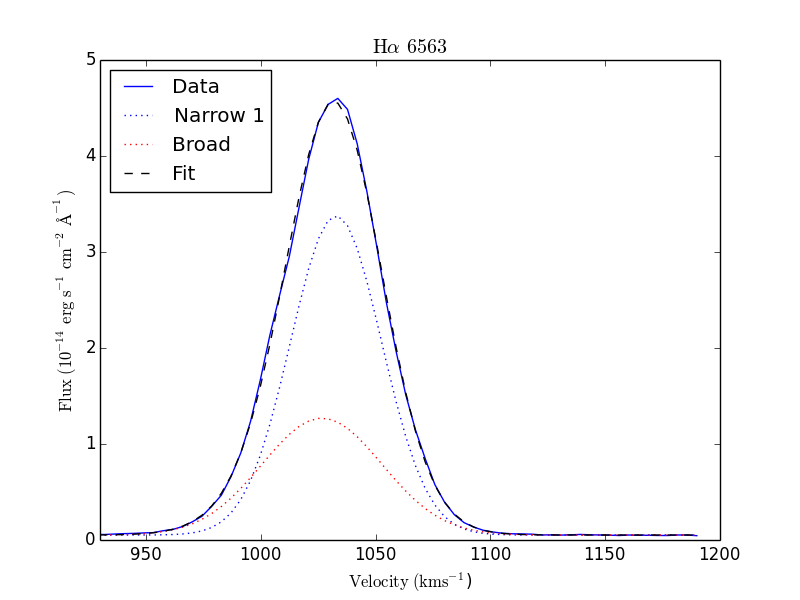 Hα 6563
Data
Narrow 1
Broad
Fit
Flux (10⁻¹⁴ erg s⁻¹ cm⁻² Å⁻¹)
5
4
3
2
1
0
950 1000 1050 1100 1150 1200
Velocity (kms⁻¹)